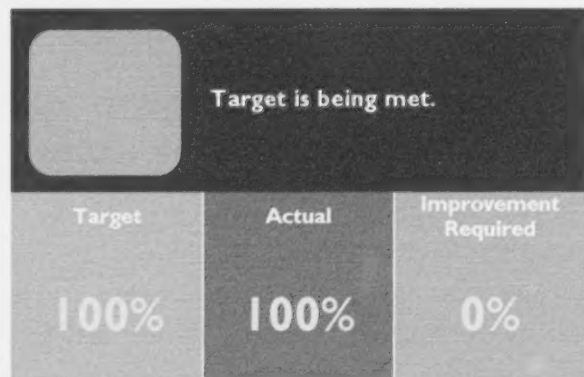 Target is being met.
Target
Actual
Improvement
Required
100%
100%
0%